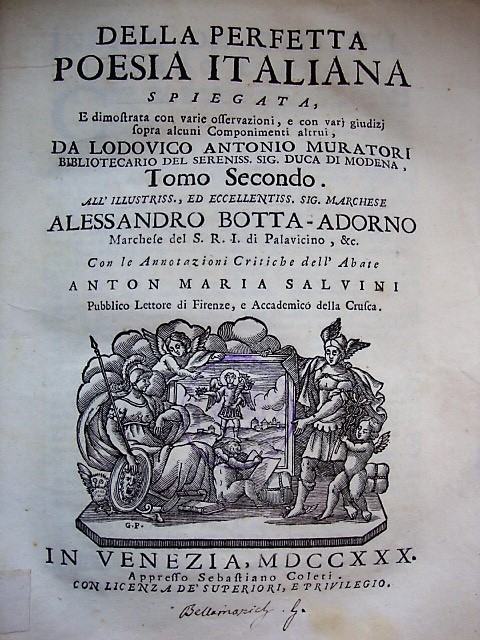 DELLA PERFETTA
POESIA ITALIANA
SPIEGATA,
E dimostrata con varie osservazioni, e con varj giudizj
sopra alcuni Componimenti altrui,
DA LODOVICO ANTONIO MURATORI
BIBLIOTECARIO DEL SERENISS. SIG. DUCA DI MODENA,
Tomo Secondo.
ALL' ILLUSTRISS., ED ECCELLENTISS. SIG. MARCHESE
ALESSANDRO BOTTA-ADORNO
Marchese del S. R. I. di Palavicino, &c.
Con le Annotazioni Critiche dell' Abate
ANTON MARIA SALVINI
Pubblico Lettore di Firenze, e Accademico della Crusca.
G.P.
IN VENEZIA, MDCCXXX.
Appresso Sebastiano Coleti.
CON LICENZA DE' SUPERIORI, E PRIVILEGIO.